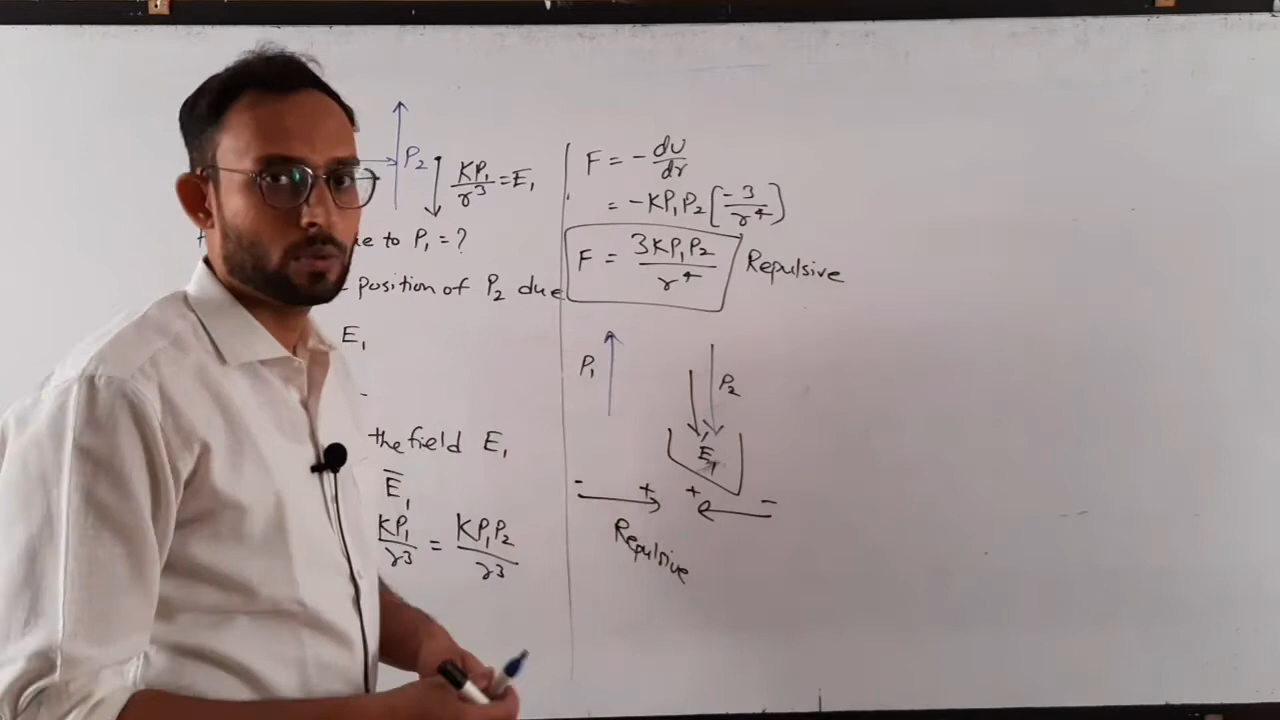 P₂
KP₁/r³ = E₁
to P₁ = ?
position of P₂ due
E₁
the field E₁
E̅₁
KP₁/r³ = KP₁P₂/r³
F = - dU/dr
= -KP₁P₂ [-3/r⁴]
F = 3KP₁P₂/r⁴ Repulsive
P₁ P₂
E₁
- + + -
Repulsive